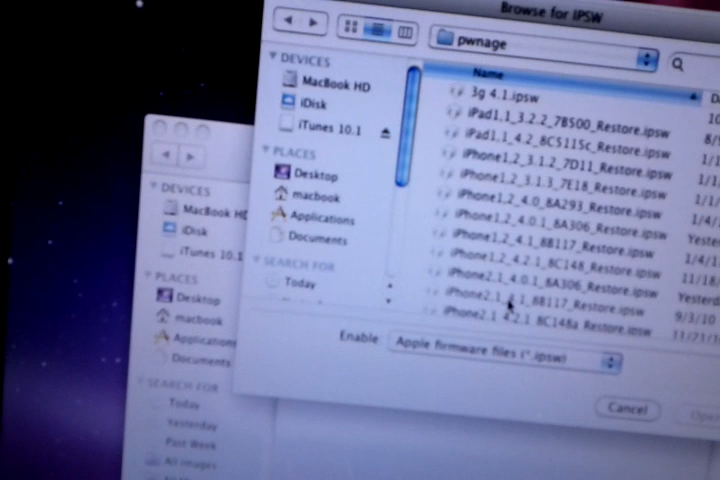 Browse for IPSW
pwnage
DEVICES
MacBook HD
iDisk
iTunes 10.1
PLACES
Desktop
macbook
Applications
Documents
SEARCH FOR
Today
Name
3g 4.1.ipsw
iPad1,1_3.2.2_7B500_Restore.ipsw
iPad1,1_4.2_8C5115c_Restore.ipsw
iPhone1,2_3.1.2_7D11_Restore.ipsw
iPhone1,2_3.1.3_7E18_Restore.ipsw
iPhone1,2_4.0_8A293_Restore.ipsw
iPhone1,2_4.0.1_8A306_Restore.ipsw
iPhone1,2_4.1_8B117_Restore.ipsw
iPhone1,2_4.2.1_8C148_Restore.ipsw
iPhone2,1_4.0.1_8A306_Restore.ipsw
iPhone2,1_4.1_8B117_Restore.ipsw
iPhone2,1_4.2.1_8C148a_Restore.ipsw
Enable
Apple firmware files (*.ipsw)
Cancel
DEVICES
MacBook HD
iDisk
iTunes 10.1
PLACES
Desktop
macbook
Applications
Documents
SEARCH FOR
Today
Yesterday
Past Week
All Images